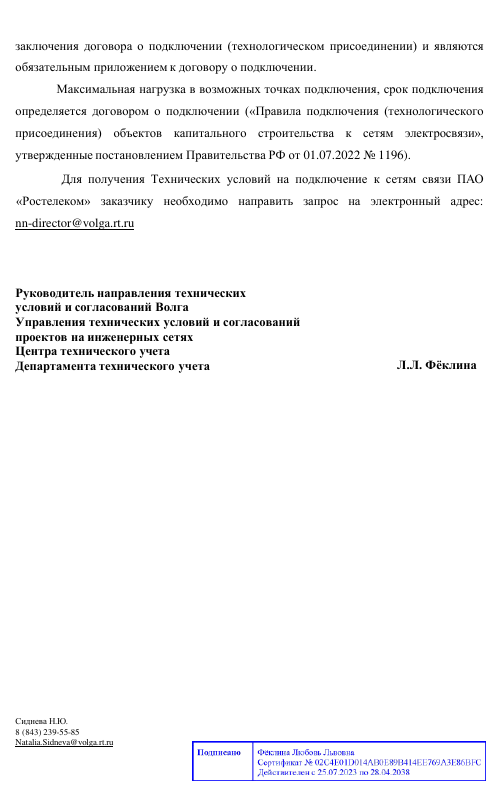 заключения договора о подключении (технологическом присоединении) и являются
обязательным приложением к договору о подключении.
Максимальная нагрузка в возможных точках подключения, срок подключения
определяется договором о подключении («Правила подключения (технологического
присоединения) объектов капитального строительства к сетям электросвязи»,
утвержденные постановлением Правительства РФ от 01.07.2022 № 1196).
Для получения Технических условий на подключение к сетям связи ПАО
«Ростелеком» заказчику необходимо направить запрос на электронный адрес:
nn-director@volga.rt.ru
Руководитель направления технических
условий и согласований Волга
Управления технических условий и согласований
проектов на инженерных сетях
Центра технического учета
Департамента технического учета Л.Л. Фёклина
Сиднева Н.Ю.
8 (843) 239-55-85
Natalia.Sidneva@volga.rt.ru
Подписано Фёклина Любовь Львовна
Сертификат № 02C4E01D014AB0E89B414EE769A3E86BFC
Действителен с 25.07.2023 по 28.04.2038